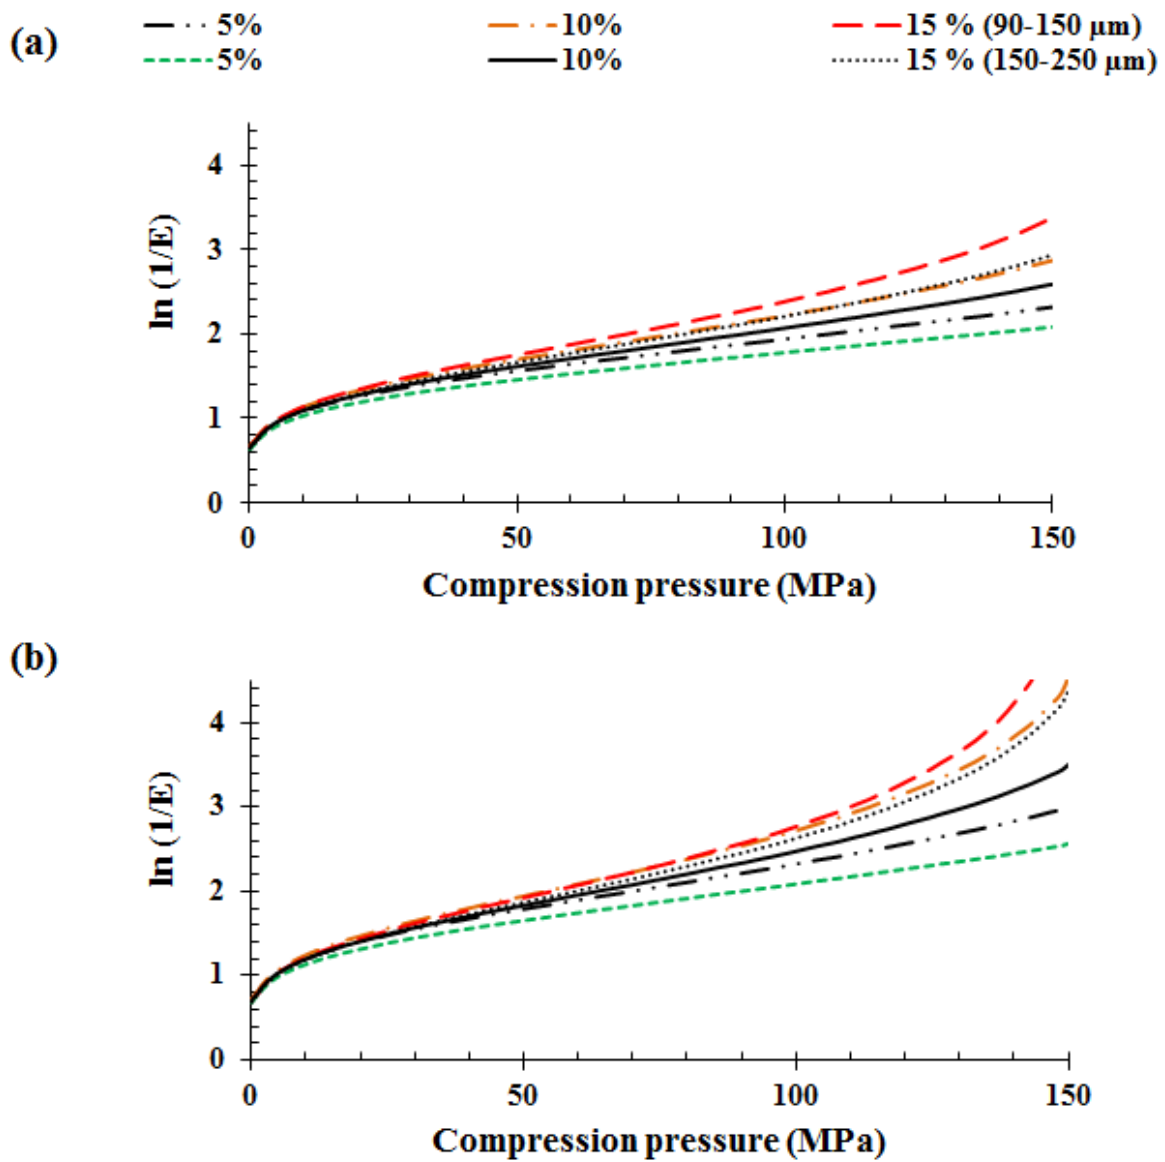 (a)
5% 10% 15 % (90-150 μm)
5% 10% 15 % (150-250 μm)
4
3
2
1
0
ln (1/E)
0 50 100 150
Compression pressure (MPa)
(b)
4
3
2
1
0
ln (1/E)
0 50 100 150
Compression pressure (MPa)